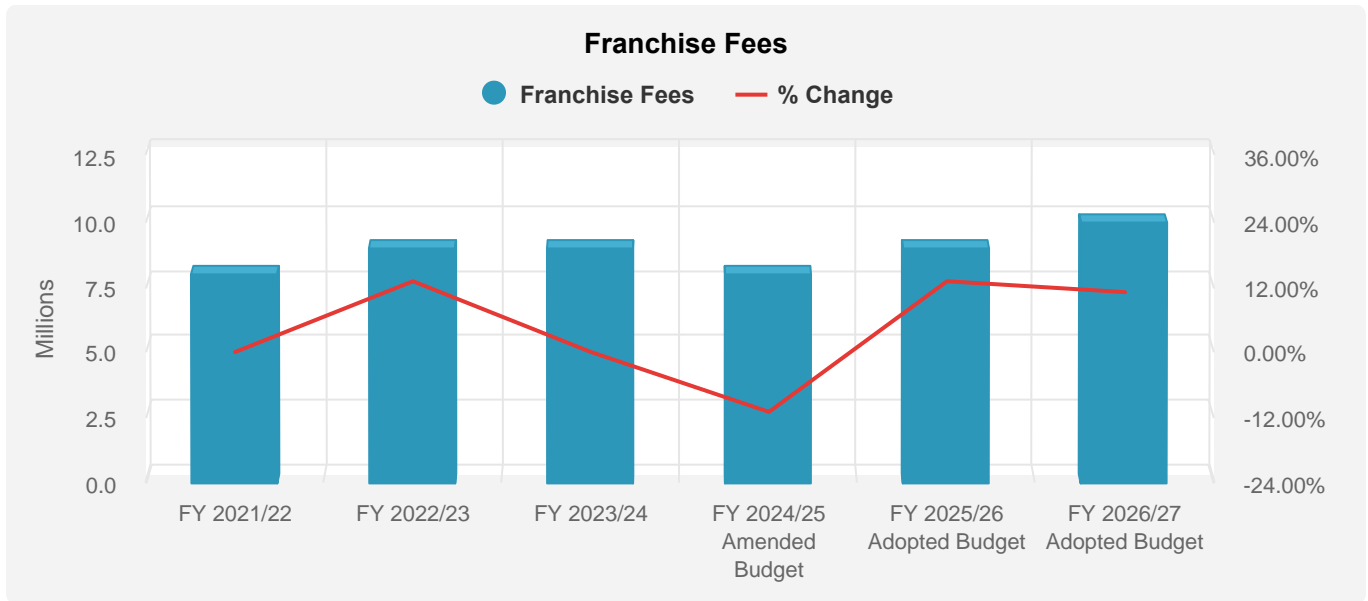 Franchise Fees
Franchise Fees % Change
12.5
10.0
7.5
5.0
2.5
0.0
Millions
36.00%
24.00%
12.00%
0.00%
-12.00%
-24.00%
FY 2021/22
FY 2022/23
FY 2023/24
FY 2024/25
Amended
Budget
FY 2025/26
Adopted Budget
FY 2026/27
Adopted Budget